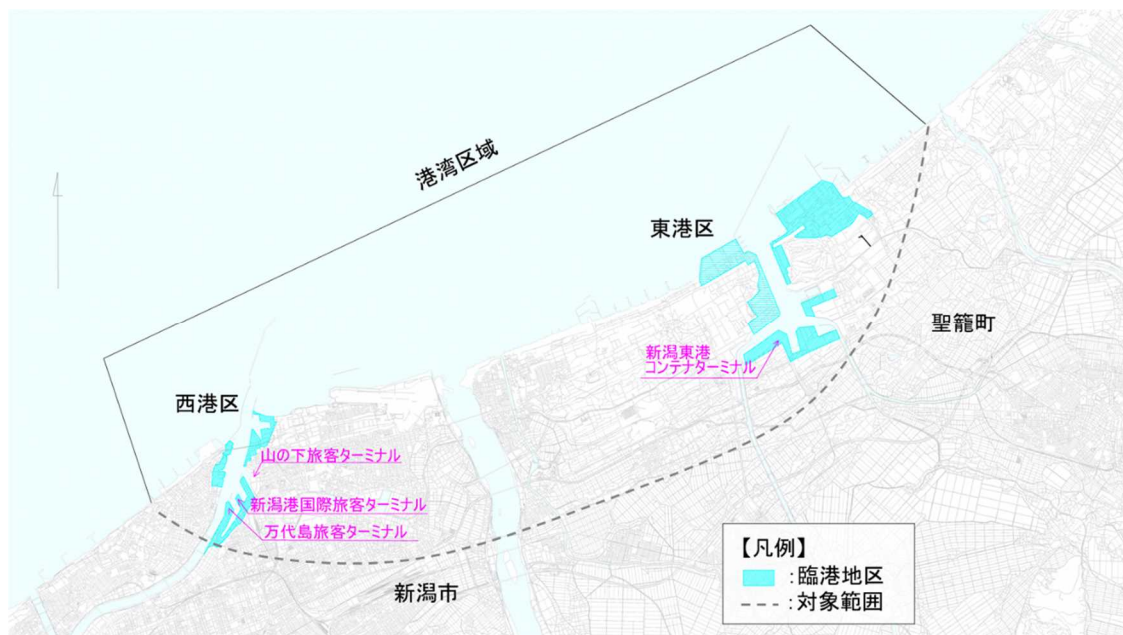 港湾区域
東港区
聖籠町
新潟東港
コンテナターミナル
西港区
山の下旅客ターミナル
新潟港国際旅客ターミナル
万代島旅客ターミナル
新潟市
【凡例】
:臨港地区
:対象範囲